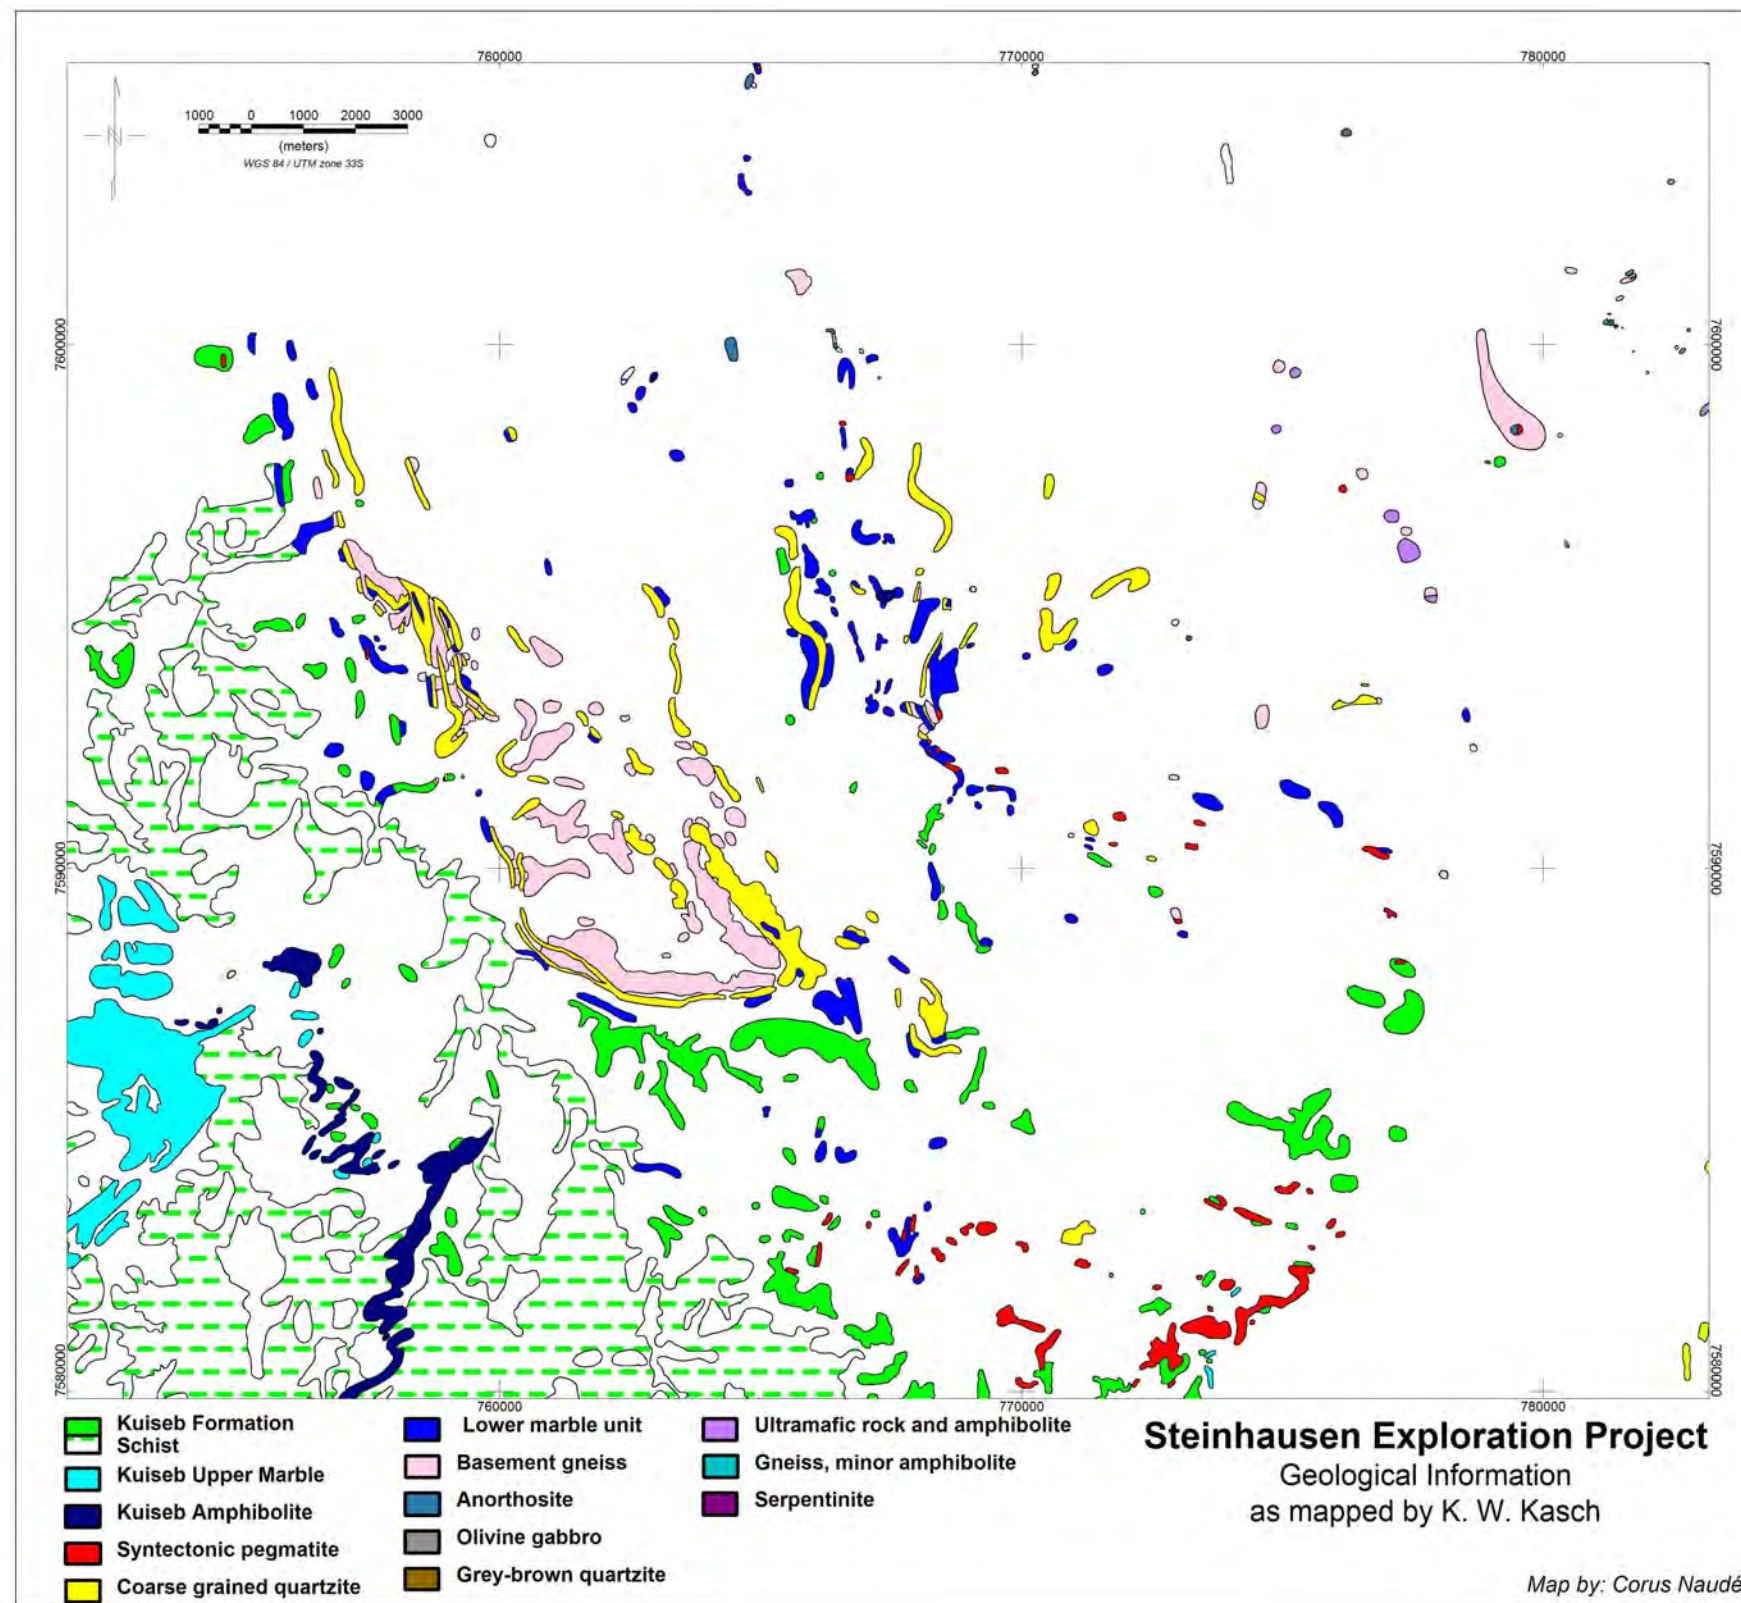 760000
770000
780000
1000 0 1000 2000 3000
(meters)
WGS 84 / UTM zone 33S
N
7600000
7600000
7590000
7590000
7580000
7580000
760000
770000
780000
Kuiseb Formation
Schist
Kuiseb Upper Marble
Kuiseb Amphibolite
Syntectonic pegmatite
Coarse grained quartzite
Lower marble unit
Basement gneiss
Anorthosite
Olivine gabbro
Grey-brown quartzite
Ultramafic rock and amphibolite
Gneiss, minor amphibolite
Serpentinite
Steinhausen Exploration Project
Geological Information
as mapped by K. W. Kasch
Map by: Corus Naudé